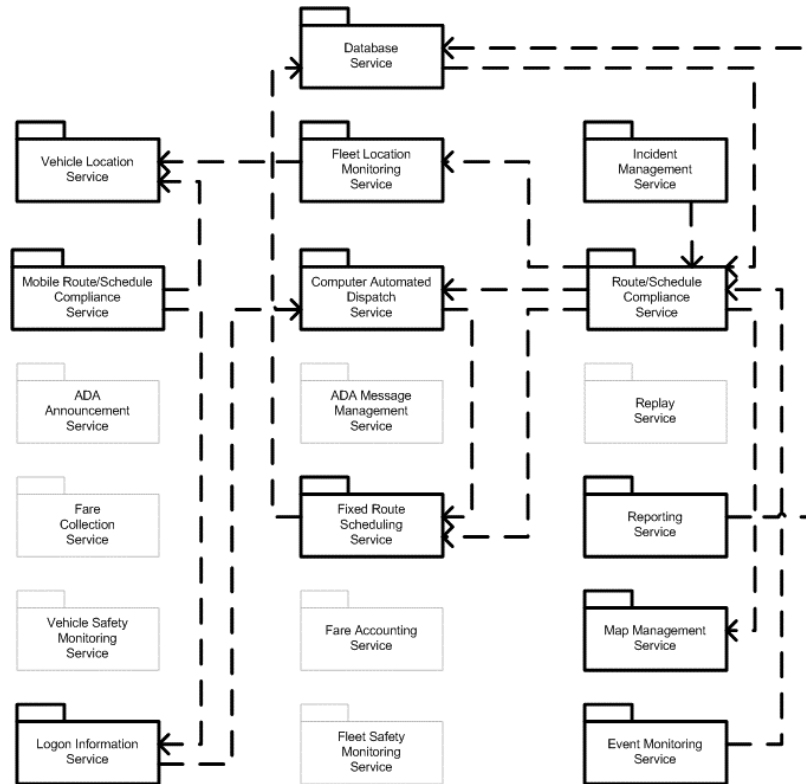 Database
Service
Vehicle Location
Service
Fleet Location
Monitoring
Service
Incident
Management
Service
Mobile Route/Schedule
Compliance
Service
Computer Automated
Dispatch
Service
Route/Schedule
Compliance
Service
ADA
Announcement
Service
ADA Message
Management
Service
Replay
Service
Fare
Collection
Service
Fixed Route
Scheduling
Service
Reporting
Service
Vehicle Safety
Monitoring
Service
Fare Accounting
Service
Map Management
Service
Logon Information
Service
Fleet Safety
Monitoring
Service
Event Monitoring
Service